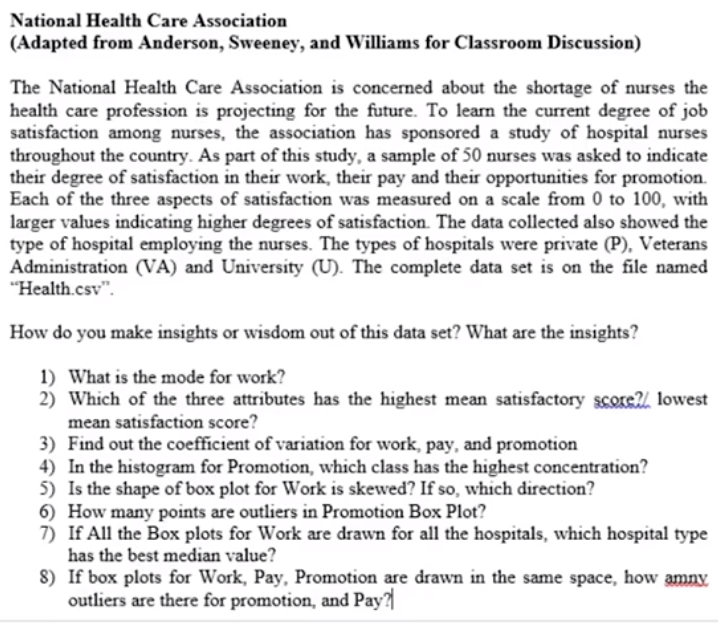 National Health Care Association
(Adapted from Anderson, Sweeney, and Williams for Classroom Discussion)
The National Health Care Association is concerned about the shortage of nurses the
health care profession is projecting for the future. To learn the current degree of job
satisfaction among nurses, the association has sponsored a study of hospital nurses
throughout the country. As part of this study, a sample of 50 nurses was asked to indicate
their degree of satisfaction in their work, their pay and their opportunities for promotion.
Each of the three aspects of satisfaction was measured on a scale from 0 to 100, with
larger values indicating higher degrees of satisfaction. The data collected also showed the
type of hospital employing the nurses. The types of hospitals were private (P), Veterans
Administration (VA) and University (U). The complete data set is on the file named
“Health.csv”.
How do you make insights or wisdom out of this data set? What are the insights?
1) What is the mode for work?
2) Which of the three attributes has the highest mean satisfactory score?/ lowest
mean satisfaction score?
3) Find out the coefficient of variation for work, pay, and promotion
4) In the histogram for Promotion, which class has the highest concentration?
5) Is the shape of box plot for Work is skewed? If so, which direction?
6) How many points are outliers in Promotion Box Plot?
7) If All the Box plots for Work are drawn for all the hospitals, which hospital type
has the best median value?
8) If box plots for Work, Pay, Promotion are drawn in the same space, how amny
outliers are there for promotion, and Pay?